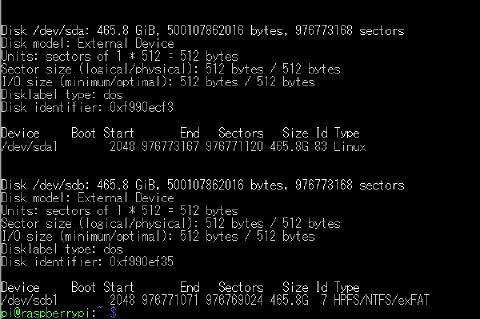 Disk /dev/sda: 465.8 GiB, 500107862016 bytes, 976773168 sectors
Disk model: External Device
Units: sectors of 1 * 512 = 512 bytes
Sector size (logical/physical): 512 bytes / 512 bytes
I/O size (minimum/optimal): 512 bytes / 512 bytes
Disklabel type: dos
Disk identifier: 0xf990ecf3
Device     Boot Start       End   Sectors   Size Id Type
/dev/sda1        2048 976773167 976771120 465.8G 83 Linux
Disk /dev/sdb: 465.8 GiB, 500107862016 bytes, 976773168 sectors
Disk model: External Device
Units: sectors of 1 * 512 = 512 bytes
Sector size (logical/physical): 512 bytes / 512 bytes
I/O size (minimum/optimal): 512 bytes / 512 bytes
Disklabel type: dos
Disk identifier: 0xf990ef35
Device     Boot Start       End   Sectors   Size Id Type
/dev/sdb1        2048 976771071 976769024 465.8G  7 HPFS/NTFS/exFAT
pi@raspberrypi:~ $